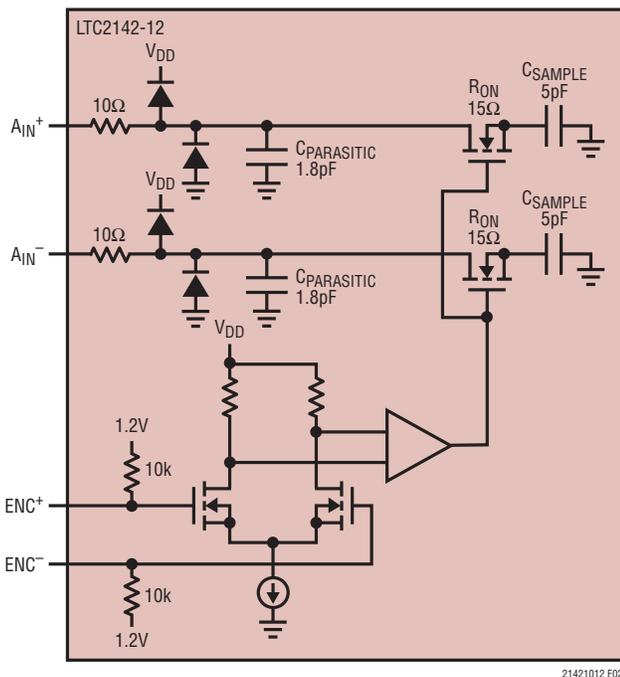 LTC2142-12
VDD
10Ω
AIN+
CPARASITIC
1.8pF
RON
15Ω
CSAMPLE
5pF
VDD
10Ω
AIN–
CPARASITIC
1.8pF
RON
15Ω
CSAMPLE
5pF
VDD
1.2V
10k
ENC+
ENC–
10k
1.2V
21421012 F02